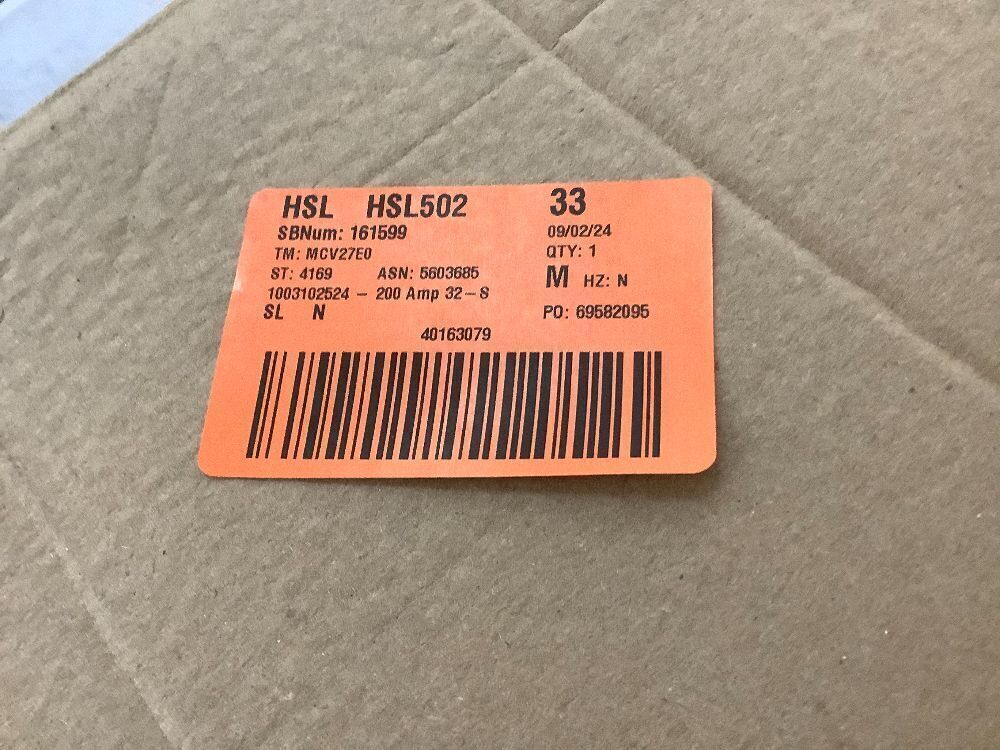 HSL HSL502 33
SBNum: 161599 09/02/24
TM: MCV27E0 QTY: 1
ST: 4169 ASN: 5603685 M HZ: N
1003102524 - 200 Amp 32-S
SL N PO: 69582095
40163079